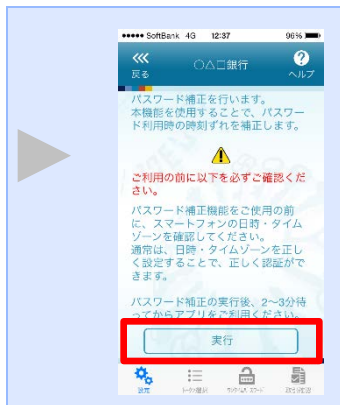 SoftBank 4G 12:37 96%
戻る
○△□銀行
ヘルプ
パスワード補正を行います。
本機能を使用することで、パスワー
ド利用時の時刻ずれを補正します。
ご利用の前に以下を必ずご確認くだ
さい。
パスワード補正機能をご使用の前
に、スマートフォンの日時・タイム
ゾーンを確認してください。
通常は、日時・タイムゾーンを正し
く設定することで、正しく認証がで
きます。
パスワード補正の実行後、2～3分待
ってからアプリをご利用ください。
実行
設定